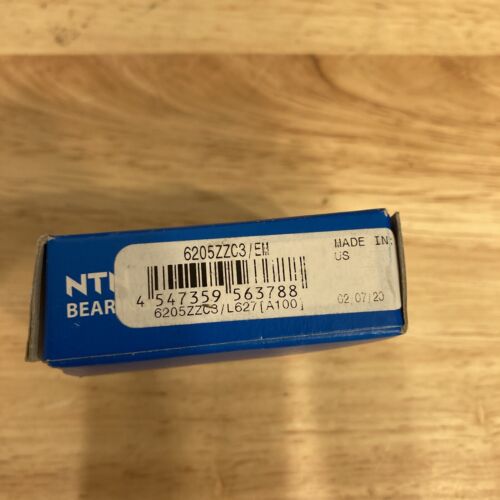 6205ZZC3/EM
MADE IN:
US
NTN
BEAR
4 547359 563788
6205ZZC3/L627[A100]
02/07/20